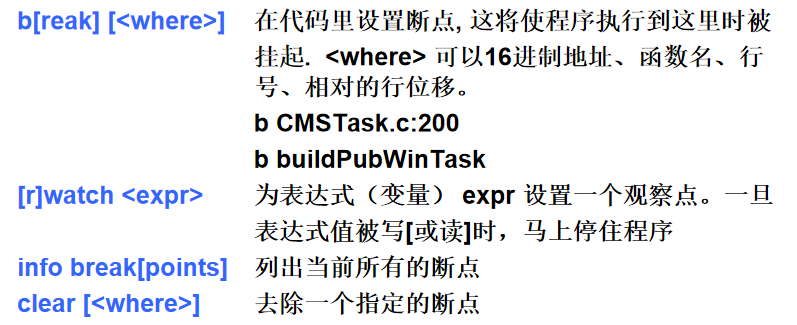 b[reak] [<where>] 在代码里设置断点, 这将使程序执行到这里时被
挂起. <where> 可以16进制地址、函数名、行
号、相对的行位移。
b CMSTask.c:200
b buildPubWinTask
[r]watch <expr> 为表达式（变量） expr 设置一个观察点。一旦
表达式值被写[或读]时，马上停住程序
info break[points] 列出当前所有的断点
clear [<where>] 去除一个指定的断点